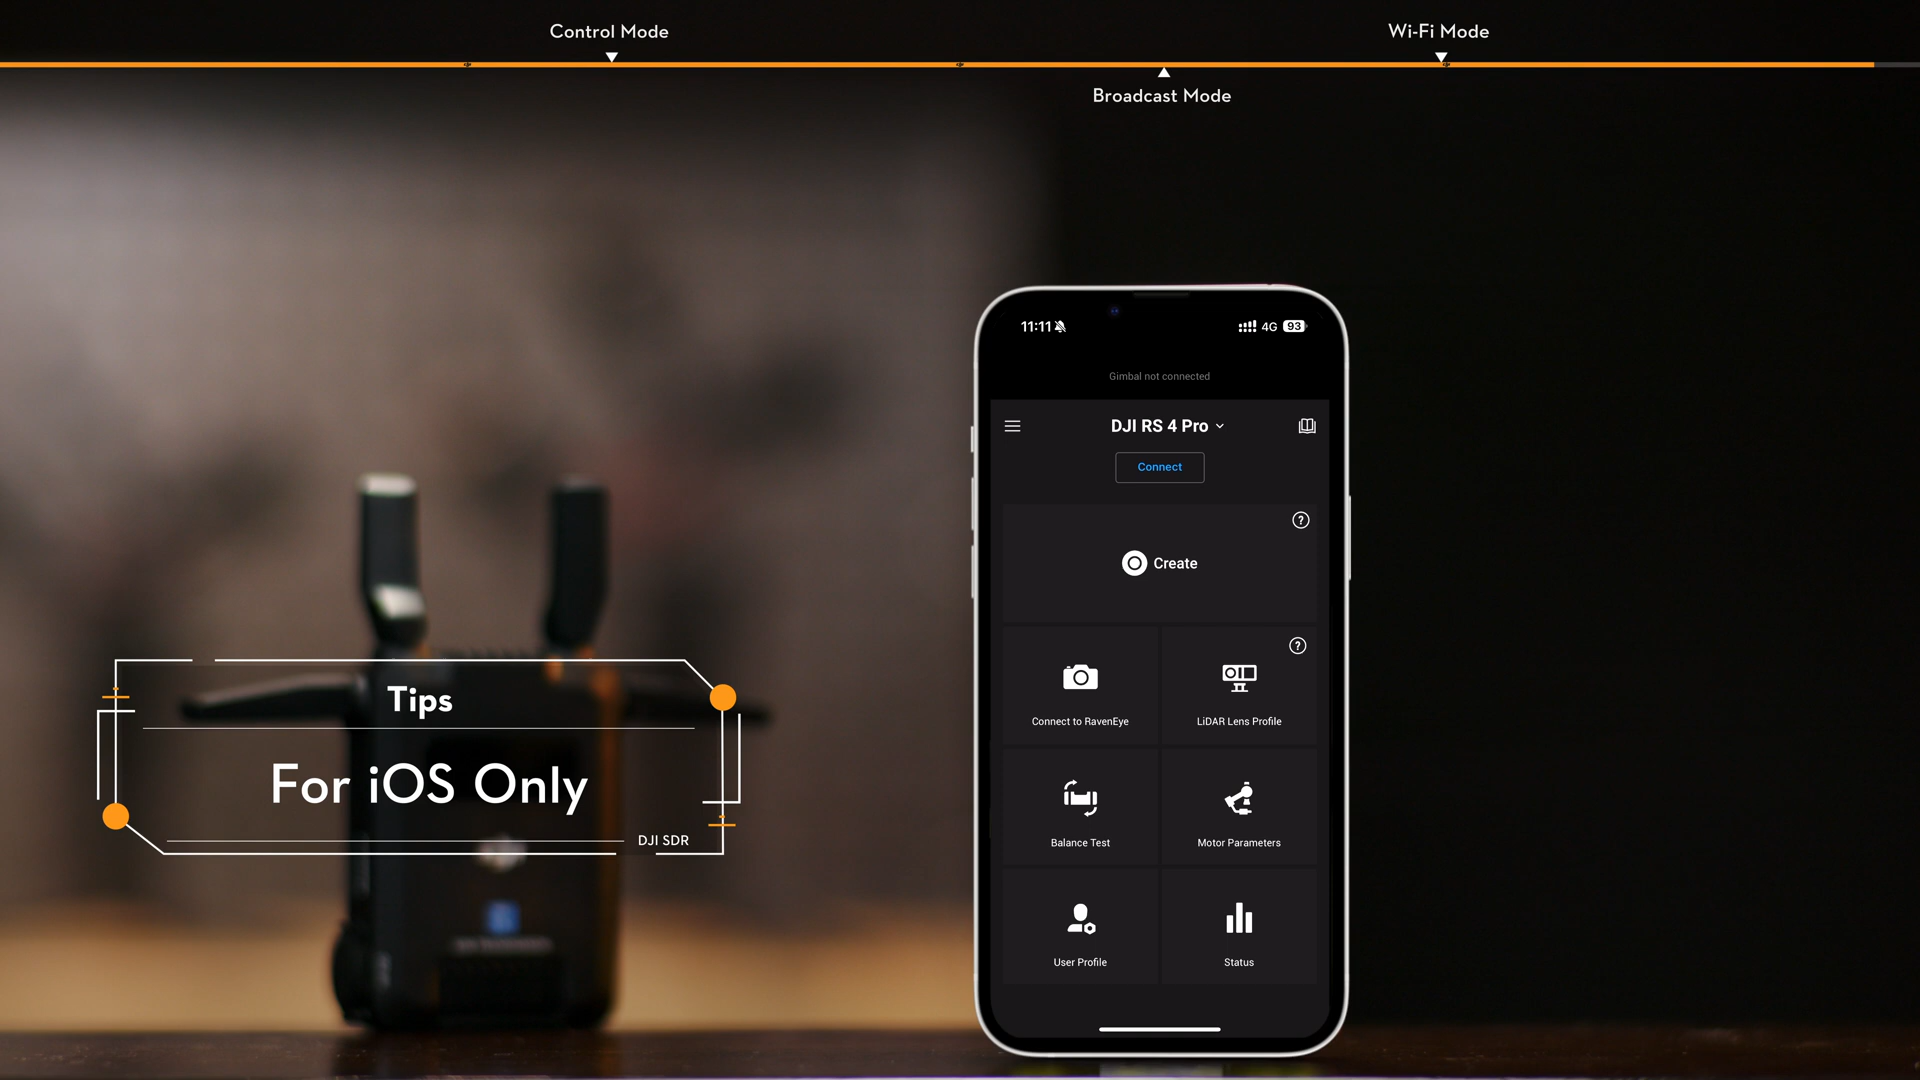 Control Mode
Wi-Fi Mode
Broadcast Mode
11:11
4G
93
Gimbal not connected
DJI RS 4 Pro
Connect
?
Create
?
Connect to RavenEye
LiDAR Lens Profile
Balance Test
Motor Parameters
User Profile
Status
Tips
For iOS Only
DJI SDR